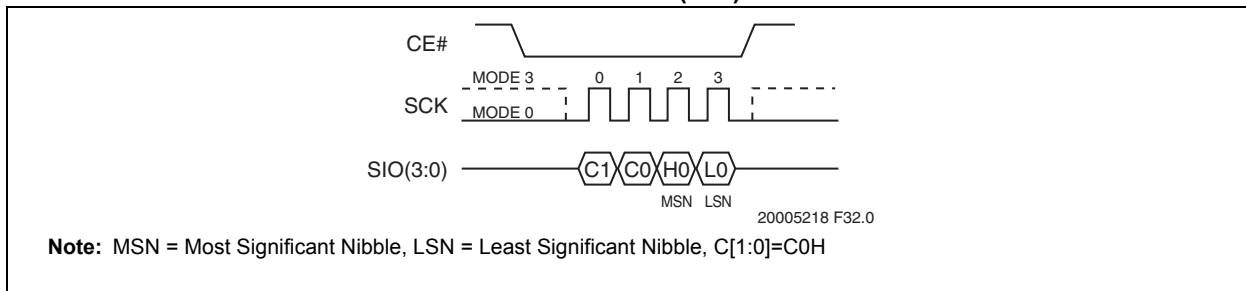 CE#
MODE 3 0 1 2 3
SCK
MODE 0
SIO(3:0) C1 C0 H0 L0
MSN LSN
20005218 F32.0
Note: MSN = Most Significant Nibble, LSN = Least Significant Nibble, C[1:0]=C0H